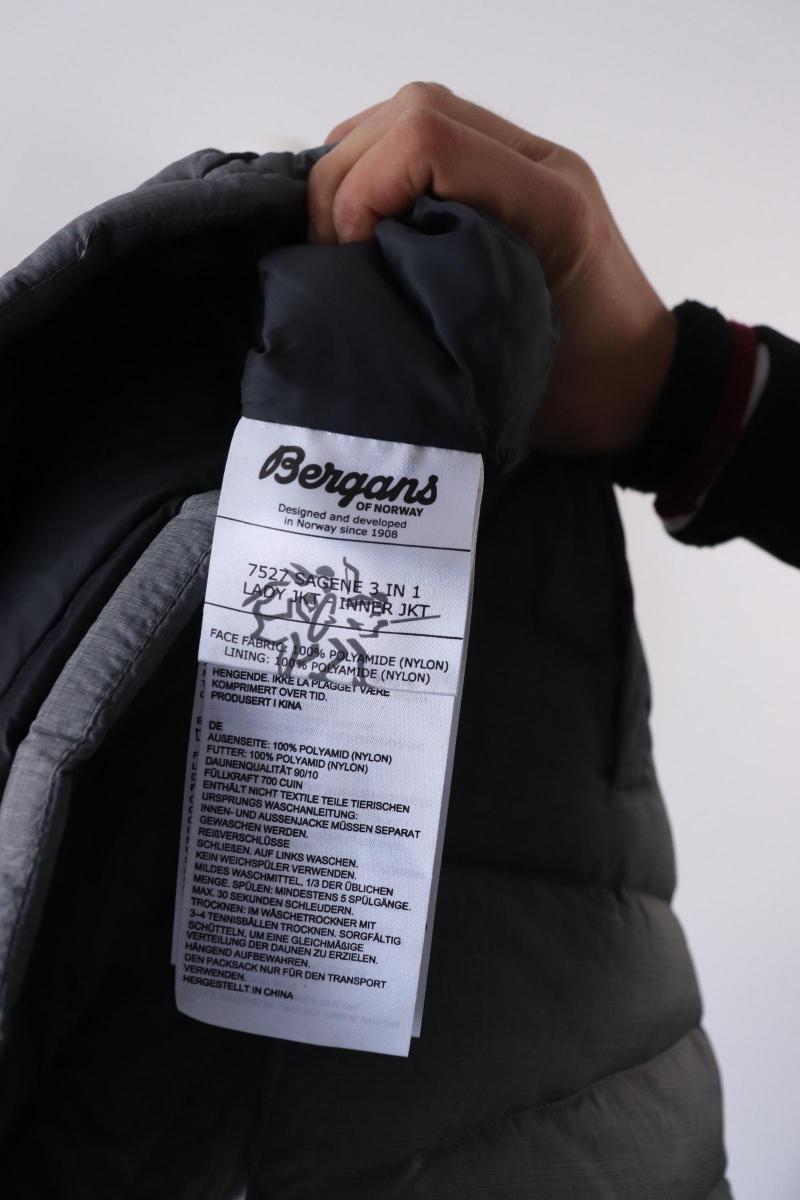 Bergans
OF NORWAY
Designed and developed
in Norway since 1908
7527 SAGENE 3 IN 1
LADY JKT INNER JKT
FACE FABRIC: 100% POLYAMIDE (NYLON)
LINING: 100% POLYAMIDE (NYLON)
HENGENDE. IKKE LA PLAGGET VÆRE
KOMPRIMERT OVER TID.
PRODUSERT I KINA
DE
AUßENSEITE: 100% POLYAMID (NYLON)
FUTTER: 100% POLYAMID (NYLON)
DAUNENQUALITÄT 90/10
FÜLLKRAFT 700 CUIN
ENTHÄLT NICHT TEXTILE TEILE TIERISCHEN
URSPRUNGS WASCHANLEITUNG:
INNEN- UND AUSSENJACKE MÜSSEN SEPARAT
GEWASCHEN WERDEN.
REIßVERSCHLÜSSE
SCHLIEßEN. AUF LINKS WASCHEN.
KEIN WEICHSPÜLER VERWENDEN.
MILDES WASCHMITTEL, 1/3 DER ÜBLICHEN
MENGE. SPÜLEN: MINDESTENS 5 SPÜLGÄNGE.
MAX. 30 SEKUNDEN SCHLEUDERN.
TROCKNEN: IM WÄSCHETROCKNER MIT
3–4 TENNISBÄLLEN TROCKNEN. SORGFÄLTIG
SCHÜTTELN, UM EINE GLEICHMÄßIGE
VERTEILUNG DER DAUNEN ZU ERZIELEN.
HÄNGEND AUFBEWAHREN.
DEN PACKSACK NUR FÜR DEN TRANSPORT
VERWENDEN.
HERGESTELLT IN CHINA